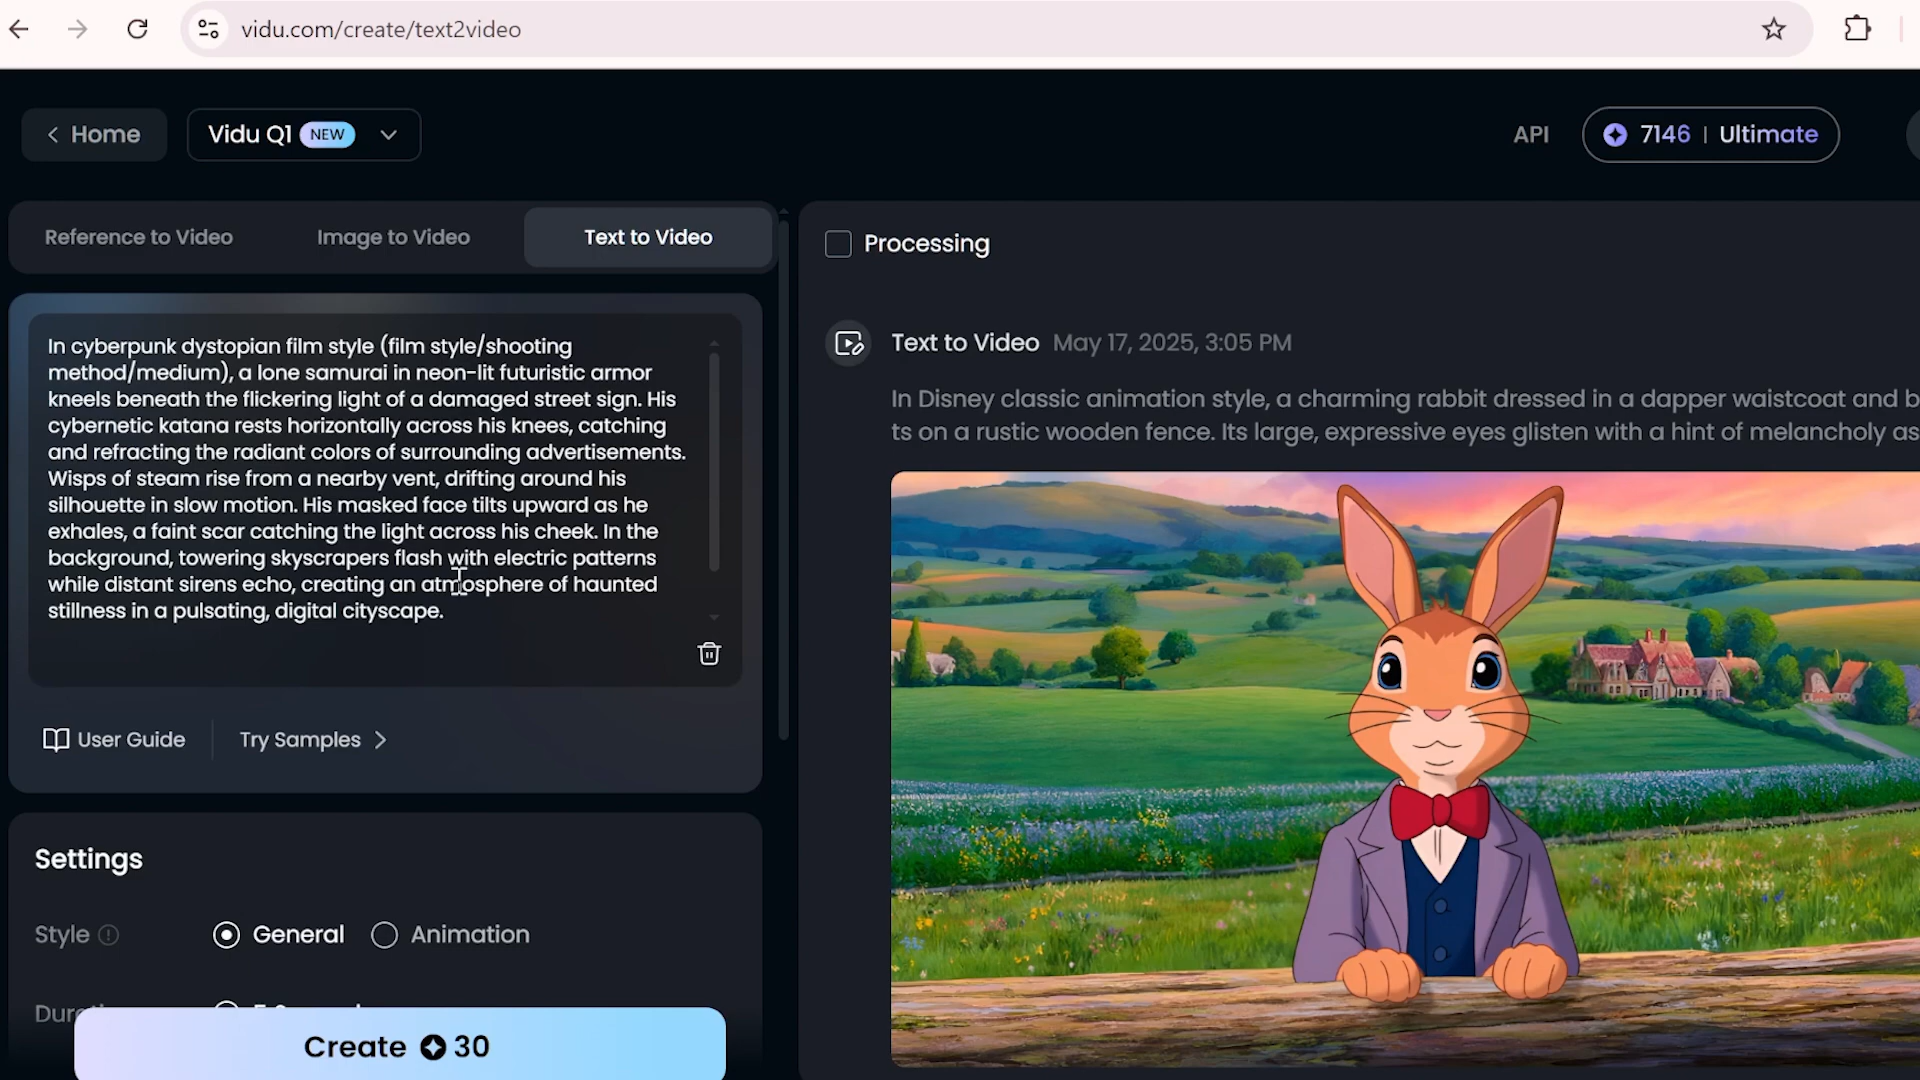 vidu.com/create/text2video
Home
Vidu Q1 NEW
API
7146 | Ultimate
Reference to Video
Image to Video
Text to Video
In cyberpunk dystopian film style (film style/shooting
method/medium), a lone samurai in neon-lit futuristic armor
kneels beneath the flickering light of a damaged street sign. His
cybernetic katana rests horizontally across his knees, catching
and refracting the radiant colors of surrounding advertisements.
Wisps of steam rise from a nearby vent, drifting around his
silhouette in slow motion. His masked face tilts upward as he
exhales, a faint scar catching the light across his cheek. In the
background, towering skyscrapers flash with electric patterns
while distant sirens echo, creating an atmosphere of haunted
stillness in a pulsating, digital cityscape.
User Guide
Try Samples
Settings
Style
General
Animation
Create 30
Processing
Text to Video May 17, 2025, 3:05 PM
In Disney classic animation style, a charming rabbit dressed in a dapper waistcoat and b
ts on a rustic wooden fence. Its large, expressive eyes glisten with a hint of melancholy as